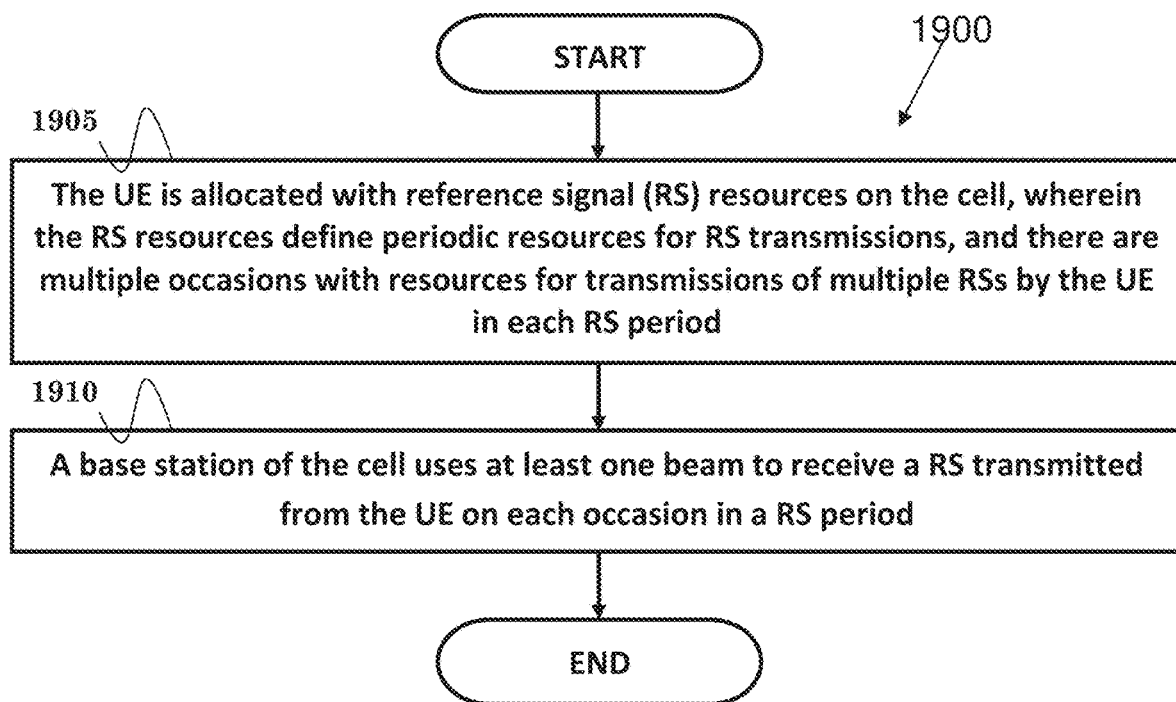 START
1900
1905
The UE is allocated with reference signal (RS) resources on the cell, wherein
the RS resources define periodic resources for RS transmissions, and there are
multiple occasions with resources for transmissions of multiple RSs by the UE
in each RS period
1910
A base station of the cell uses at least one beam to receive a RS transmitted
from the UE on each occasion in a RS period
END